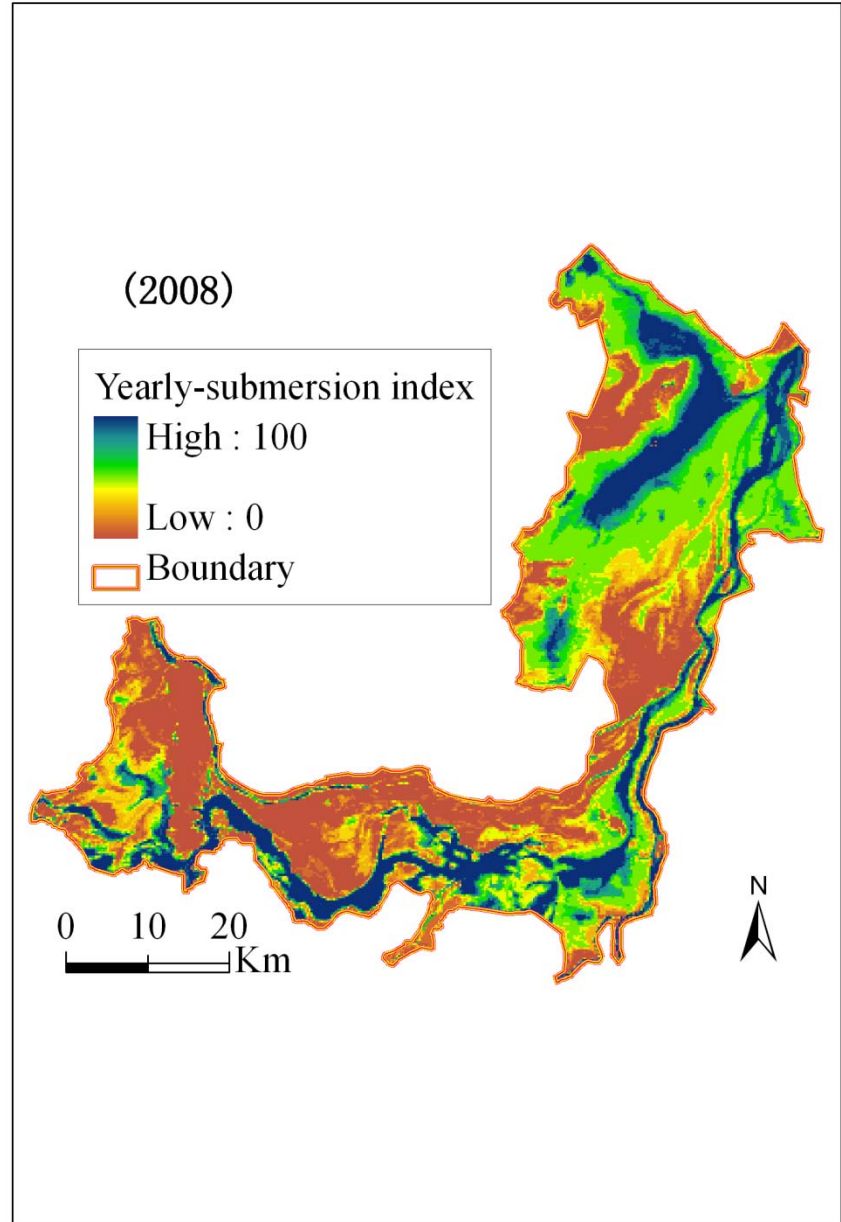 (2008)
Yearly-submersion index
High : 100
Low : 0
Boundary
N
0 10 20
Km